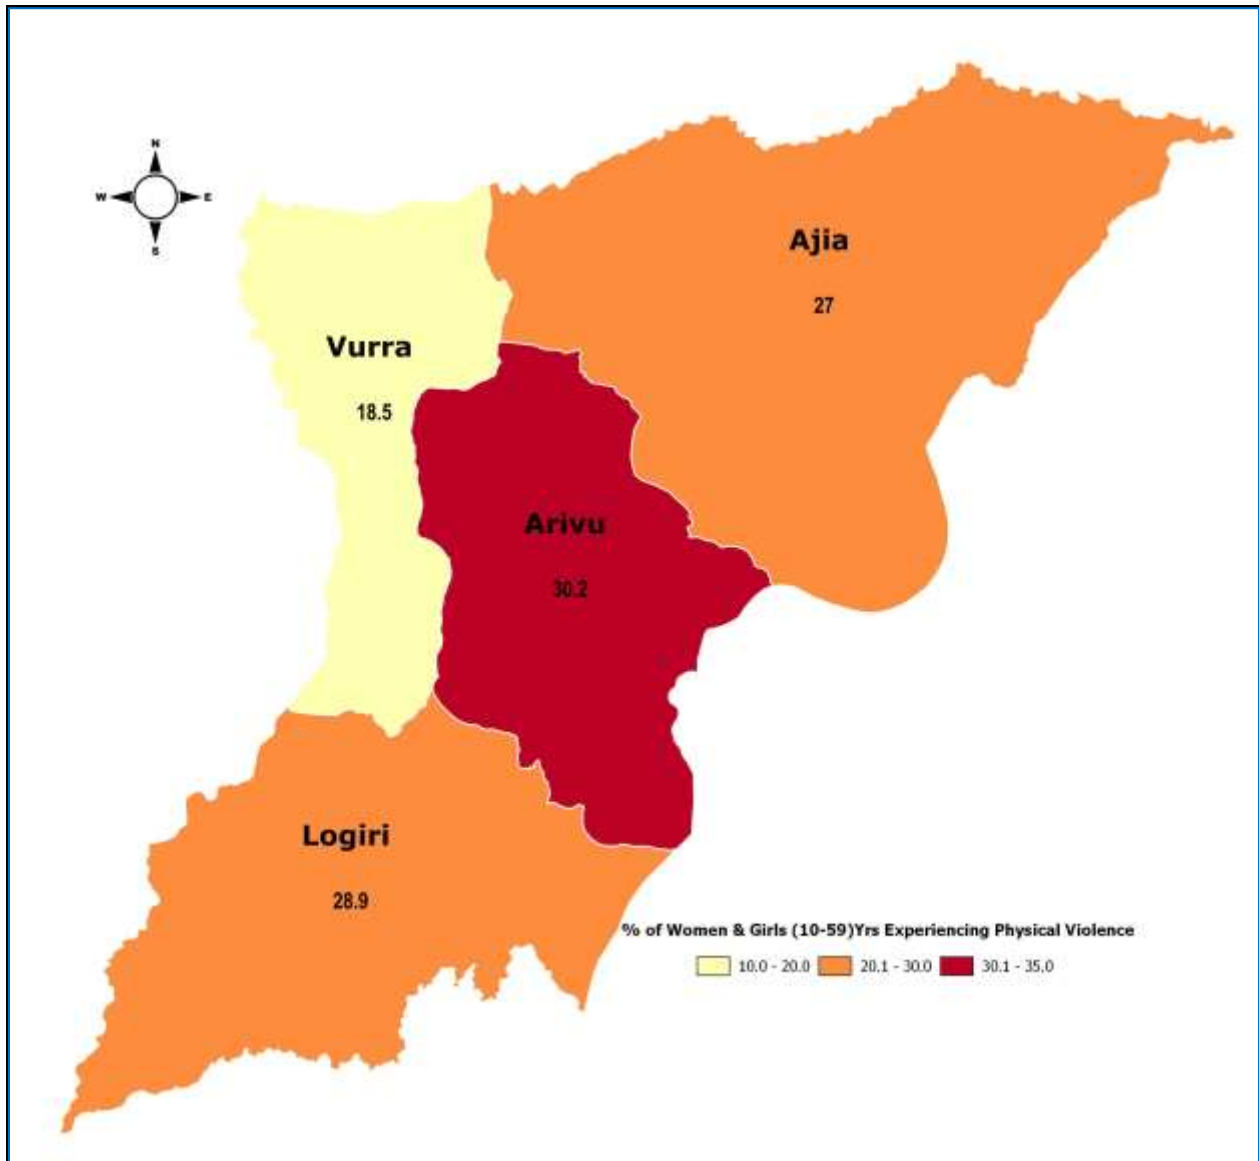 N
W E
S
Ajia
27
Vurra
18.5
Arivu
30.2
Logiri
28.9
% of Women & Girls (10-59)Yrs Experiencing Physical Violence
10.0 - 20.0 20.1 - 30.0 30.1 - 35.0